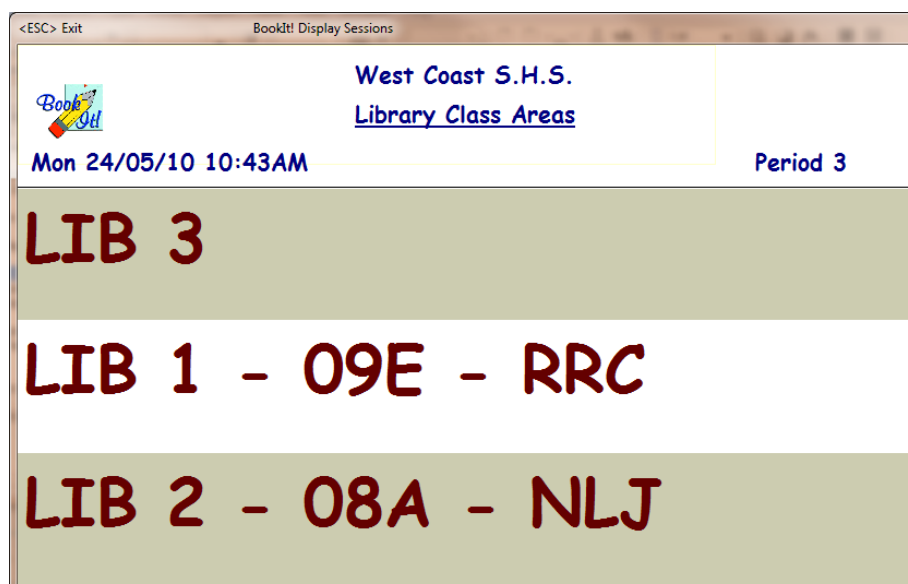 <ESC> Exit BookIt! Display Sessions
West Coast S.H.S.
Book It!
Library Class Areas
Mon 24/05/10 10:43AM Period 3
LIB 3
LIB 1 - 09E - RRC
LIB 2 - 08A - NLJ